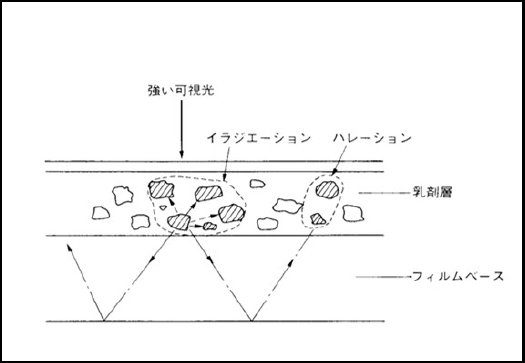 強い可視光
イラジエーション
ハレーション
乳剤層
フィルムベース